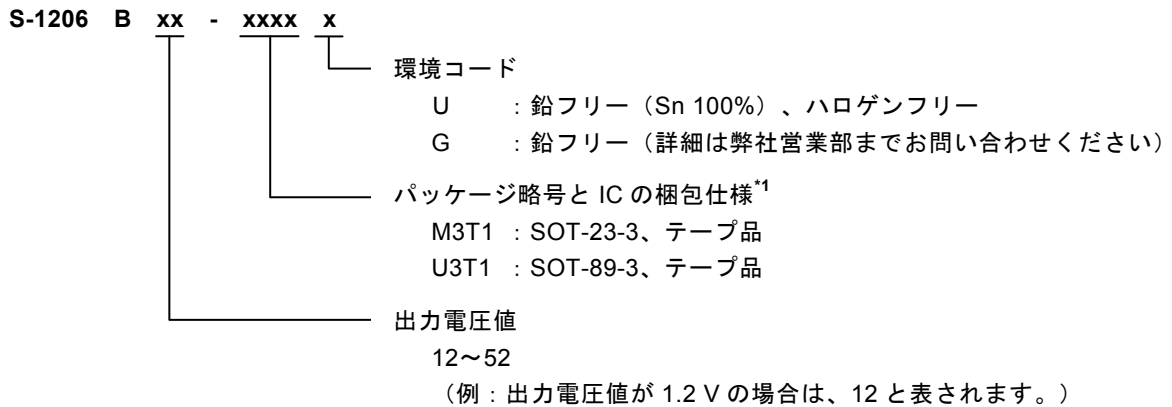 S-1206 B xx - xxxx x
環境コード
U ：鉛フリー（Sn 100%）、ハロゲンフリー
G ：鉛フリー（詳細は弊社営業部までお問い合わせください）
パッケージ略号と IC の梱包仕様*1
M3T1 ：SOT-23-3、テープ品
U3T1 ：SOT-89-3、テープ品
出力電圧値
12～52
（例：出力電圧値が 1.2 V の場合は、12 と表されます。）